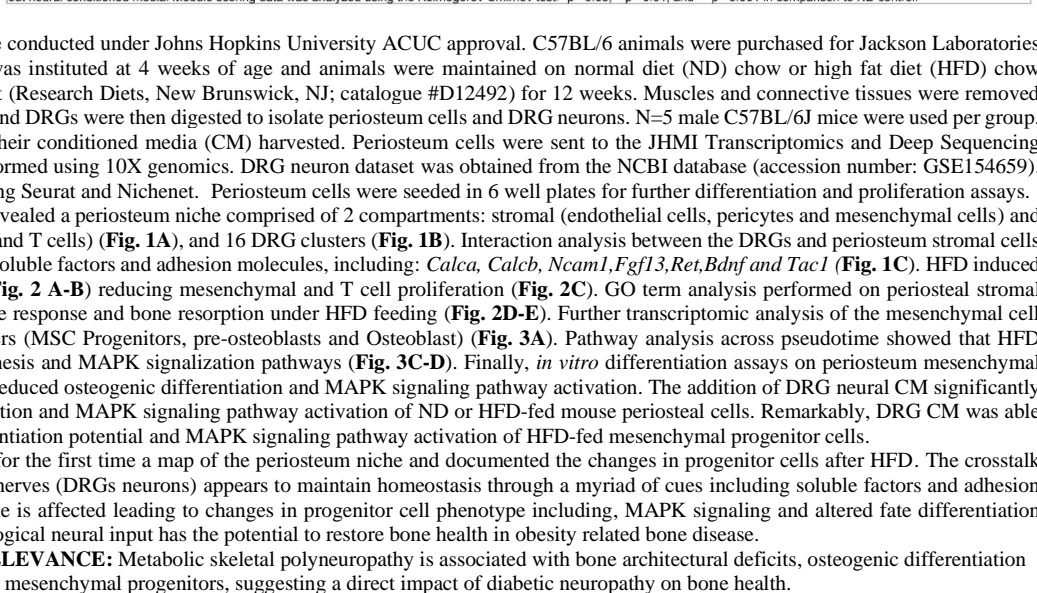 e conducted under Johns Hopkins University ACUC approval. C57BL/6 animals were purchased for Jackson Laboratories
was instituted at 4 weeks of age and animals were maintained on normal diet (ND) chow or high fat diet (HFD) chow
t (Research Diets, New Brunswick, NJ; catalogue #D12492) for 12 weeks. Muscles and connective tissues were removed
nd DRGs were then digested to isolate periosteum cells and DRG neurons. N=5 male C57BL/6J mice were used per group.
heir conditioned media (CM) harvested. Periosteum cells were sent to the JHMI Transcriptomics and Deep Sequencing
ormed using 10X genomics. DRG neuron dataset was obtained from the NCBI database (accession number: GSE154659).
ng Seurat and Nichenet. Periosteum cells were seeded in 6 well plates for further differentiation and proliferation assays.
evealed a periosteum niche comprised of 2 compartments: stromal (endothelial cells, pericytes and mesenchymal cells) and
and T cells) (Fig. 1A), and 16 DRG clusters (Fig. 1B). Interaction analysis between the DRGs and periosteum stromal cells
soluble factors and adhesion molecules, including: Calca, Calcb, Ncam1,Fgf13,Ret,Bdnf and Tac1 (Fig. 1C). HFD induced
Fig. 2 A-B) reducing mesenchymal and T cell proliferation (Fig. 2C). GO term analysis performed on periosteal stromal
e response and bone resorption under HFD feeding (Fig. 2D-E). Further transcriptomic analysis of the mesenchymal cell
ers (MSC Progenitors, pre-osteoblasts and Osteoblast) (Fig. 3A). Pathway analysis across pseudotime showed that HFD
nesis and MAPK signalization pathways (Fig. 3C-D). Finally, in vitro differentiation assays on periosteum mesenchymal
reduced osteogenic differentiation and MAPK signaling pathway activation. The addition of DRG neural CM significantly
tion and MAPK signaling pathway activation of ND or HFD-fed mouse periosteal cells. Remarkably, DRG CM was able
entiation potential and MAPK signaling pathway activation of HFD-fed mesenchymal progenitor cells.
for the first time a map of the periosteum niche and documented the changes in progenitor cells after HFD. The crosstalk
nerves (DRGs neurons) appears to maintain homeostasis through a myriad of cues including soluble factors and adhesion
e is affected leading to changes in progenitor cell phenotype including, MAPK signaling and altered fate differentiation
ogical neural input has the potential to restore bone health in obesity related bone disease.
LEVANCE: Metabolic skeletal polyneuropathy is associated with bone architectural deficits, osteogenic differentiation
mesenchymal progenitors, suggesting a direct impact of diabetic neuropathy on bone health.